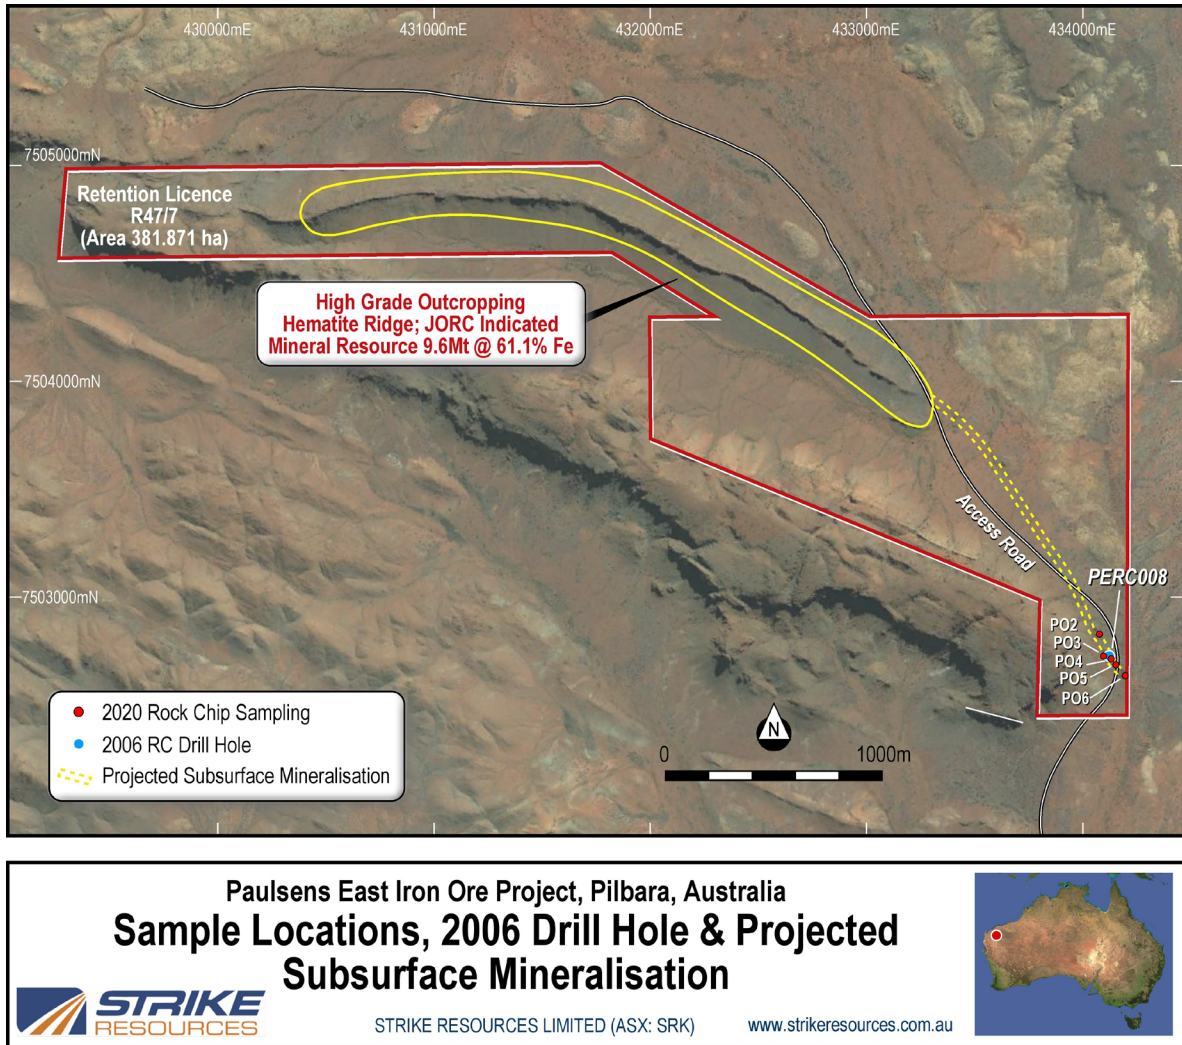 430000mE
431000mE
432000mE
433000mE
434000mE
7505000mN
Retention Licence
R47/7
(Area 381.871 ha)
High Grade Outcropping
Hematite Ridge; JORC Indicated
Mineral Resource 9.6Mt @ 61.1% Fe
7504000mN
Access Road
7503000mN
PERC008
PO2
PO3
PO4
PO5
PO6
2020 Rock Chip Sampling
2006 RC Drill Hole
Projected Subsurface Mineralisation
N
0
1000m
Paulsens East Iron Ore Project, Pilbara, Australia
Sample Locations, 2006 Drill Hole & Projected
Subsurface Mineralisation
STRIKE
RESOURCES
STRIKE RESOURCES LIMITED (ASX: SRK)
www.strikeresources.com.au